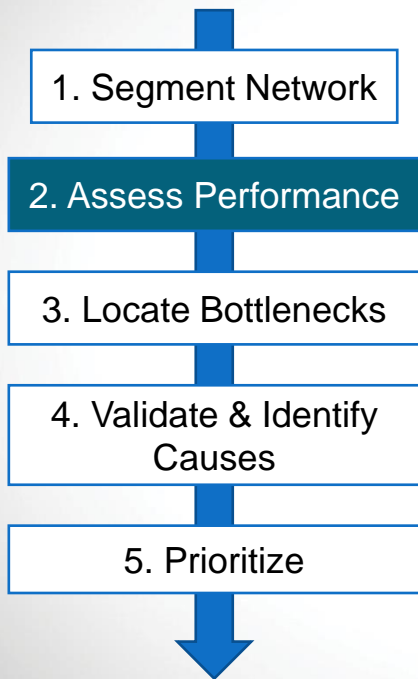 1. Segment Network
2. Assess Performance
3. Locate Bottlenecks
4. Validate & Identify
Causes
5. Prioritize